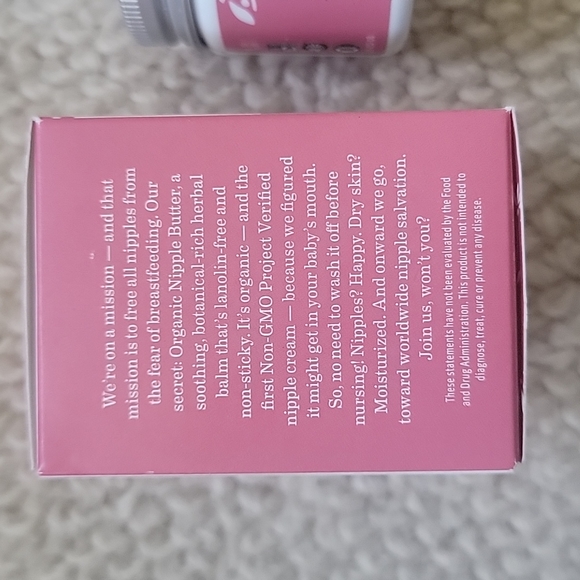 We're on a mission — and that
mission is to free all nipples from
the fear of breastfeeding. Our
secret: Organic Nipple Butter, a
soothing, botanical-rich herbal
balm that's lanolin-free and
non-sticky. It's organic — and the
first Non-GMO Project Verified
nipple cream — because we figured
it might get in your baby's mouth.
So, no need to wash it off before
nursing! Nipples? Happy. Dry skin?
Moisturized. And onward we go,
toward worldwide nipple salvation.
Join us, won't you?
These statements have not been evaluated by the Food
and Drug Administration. This product is not intended to
diagnose, treat, cure or prevent any disease.